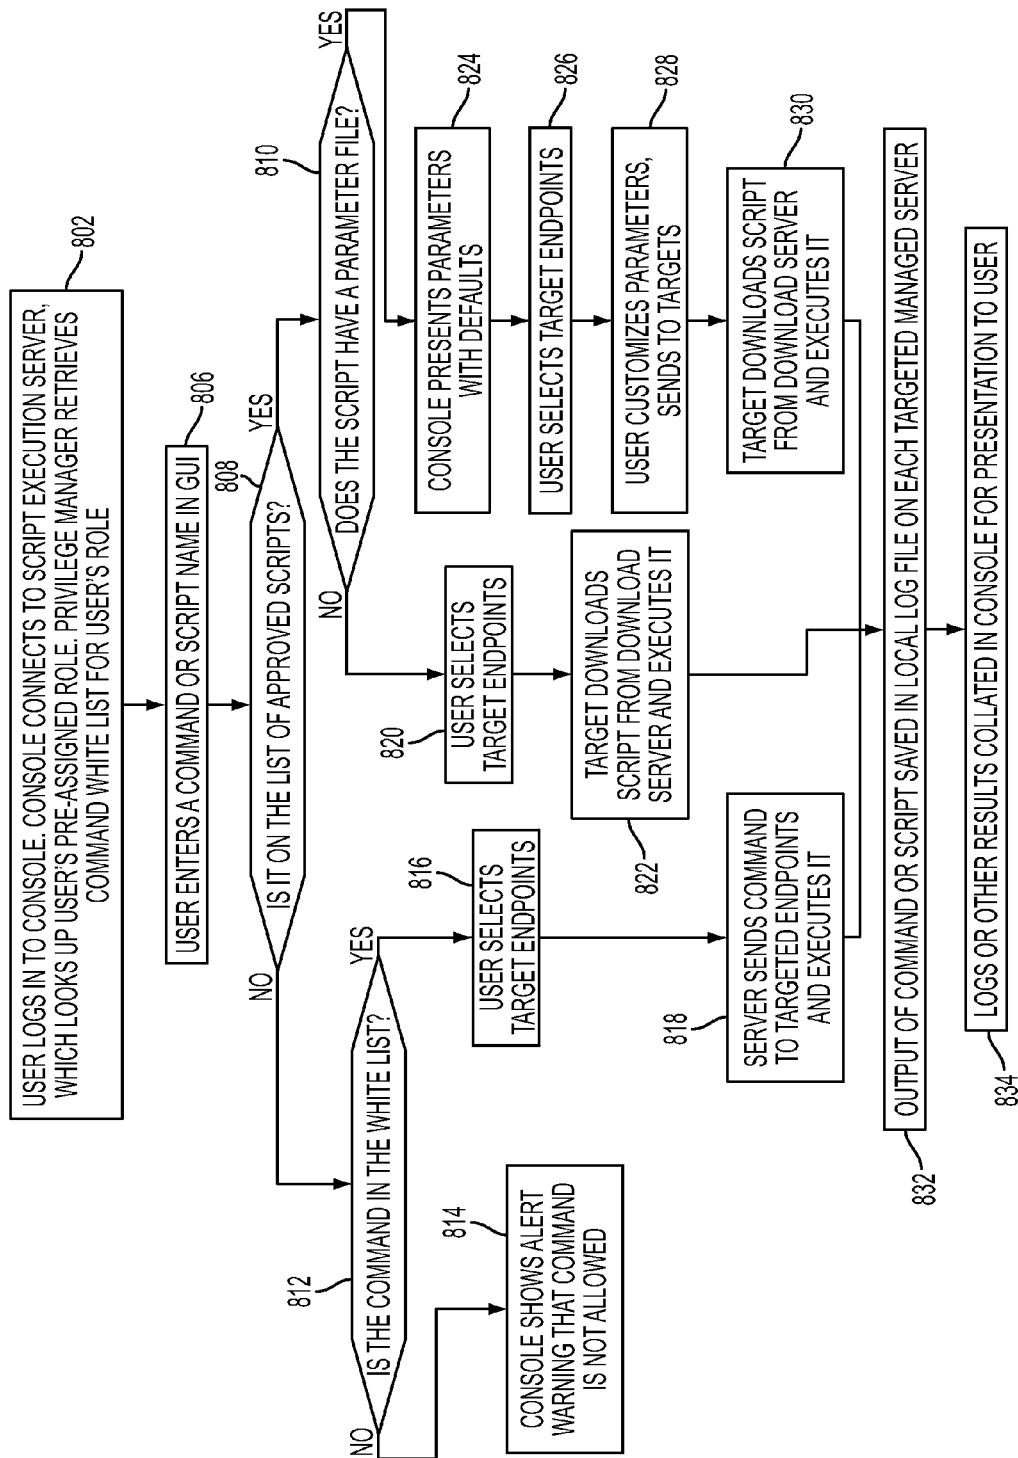 USER LOGS IN TO CONSOLE. CONSOLE CONNECTS TO SCRIPT EXECUTION SERVER,
WHICH LOOKS UP USER'S PRE-ASSIGNED ROLE. PRIVILEGE MANAGER RETRIEVES
COMMAND WHITE LIST FOR USER'S ROLE
802
USER ENTERS A COMMAND OR SCRIPT NAME IN GUI
806
IS IT ON THE LIST OF APPROVED SCRIPTS?
808
NO
YES
IS THE COMMAND IN THE WHITE LIST?
812
NO
YES
DOES THE SCRIPT HAVE A PARAMETER FILE?
810
NO
YES
CONSOLE SHOWS ALERT
WARNING THAT COMMAND
IS NOT ALLOWED
814
USER SELECTS
TARGET ENDPOINTS
816
SERVER SENDS COMMAND
TO TARGETED ENDPOINTS
AND EXECUTES IT
818
USER SELECTS
TARGET ENDPOINTS
820
TARGET DOWNLOADS
SCRIPT FROM DOWNLOAD
SERVER AND EXECUTES IT
822
CONSOLE PRESENTS PARAMETERS
WITH DEFAULTS
824
USER SELECTS TARGET ENDPOINTS
826
USER CUSTOMIZES PARAMETERS,
SENDS TO TARGETS
828
TARGET DOWNLOADS SCRIPT
FROM DOWNLOAD SERVER
AND EXECUTES IT
830
OUTPUT OF COMMAND OR SCRIPT SAVED IN LOCAL LOG FILE ON EACH TARGETED MANAGED SERVER
832
LOGS OR OTHER RESULTS COLLATED IN CONSOLE FOR PRESENTATION TO USER
834